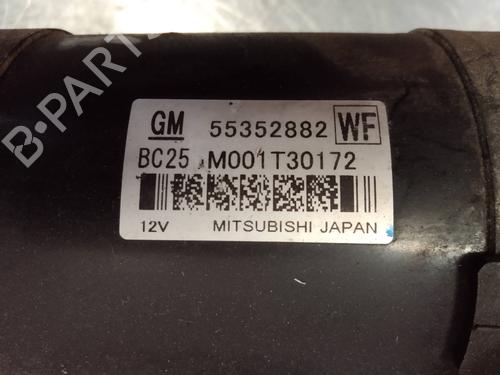 GM 55352882 WF
BC25 M001T30172
12V MITSUBISHI JAPAN
B-PARTS